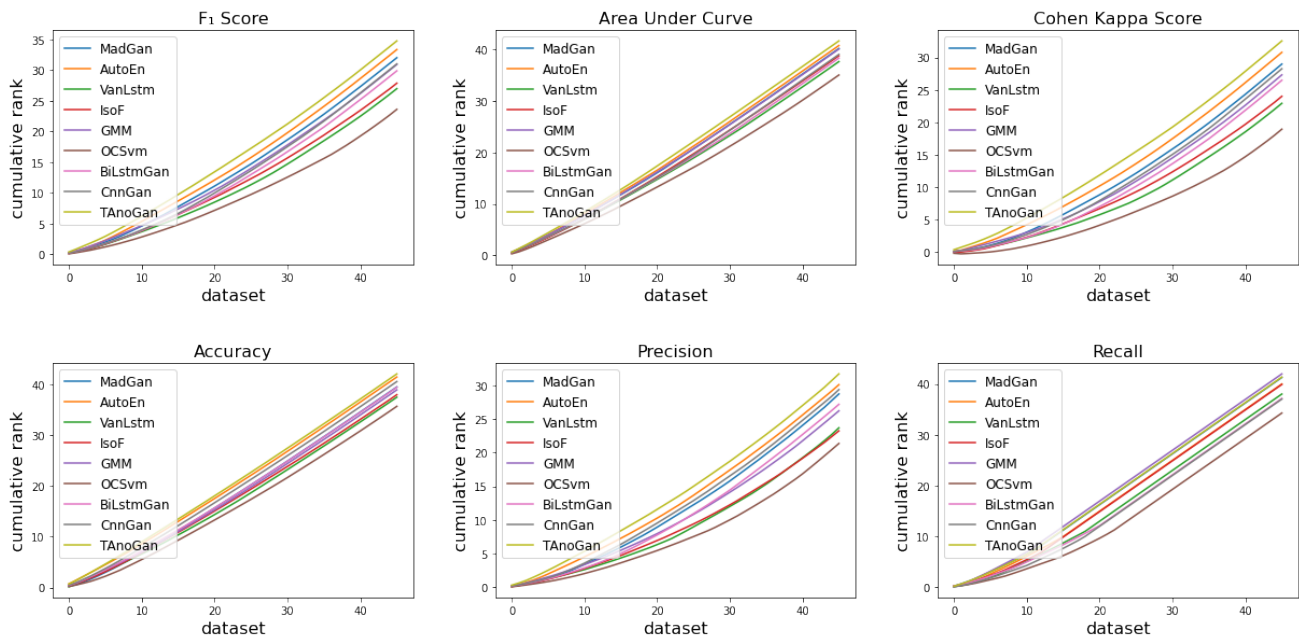 F₁ Score
cumulative rank
35
30
25
20
15
10
5
0
MadGan
AutoEn
VanLstm
IsoF
GMM
OCSvm
BiLstmGan
CnnGan
TAnoGan
0 10 20 30 40
dataset
Area Under Curve
cumulative rank
40
30
20
10
0
MadGan
AutoEn
VanLstm
IsoF
GMM
OCSvm
BiLstmGan
CnnGan
TAnoGan
0 10 20 30 40
dataset
Cohen Kappa Score
cumulative rank
30
25
20
15
10
5
0
MadGan
AutoEn
VanLstm
IsoF
GMM
OCSvm
BiLstmGan
CnnGan
TAnoGan
0 10 20 30 40
dataset
Accuracy
cumulative rank
40
30
20
10
0
MadGan
AutoEn
VanLstm
IsoF
GMM
OCSvm
BiLstmGan
CnnGan
TAnoGan
0 10 20 30 40
dataset
Precision
cumulative rank
30
25
20
15
10
5
0
MadGan
AutoEn
VanLstm
IsoF
GMM
OCSvm
BiLstmGan
CnnGan
TAnoGan
0 10 20 30 40
dataset
Recall
cumulative rank
40
30
20
10
0
MadGan
AutoEn
VanLstm
IsoF
GMM
OCSvm
BiLstmGan
CnnGan
TAnoGan
0 10 20 30 40
dataset